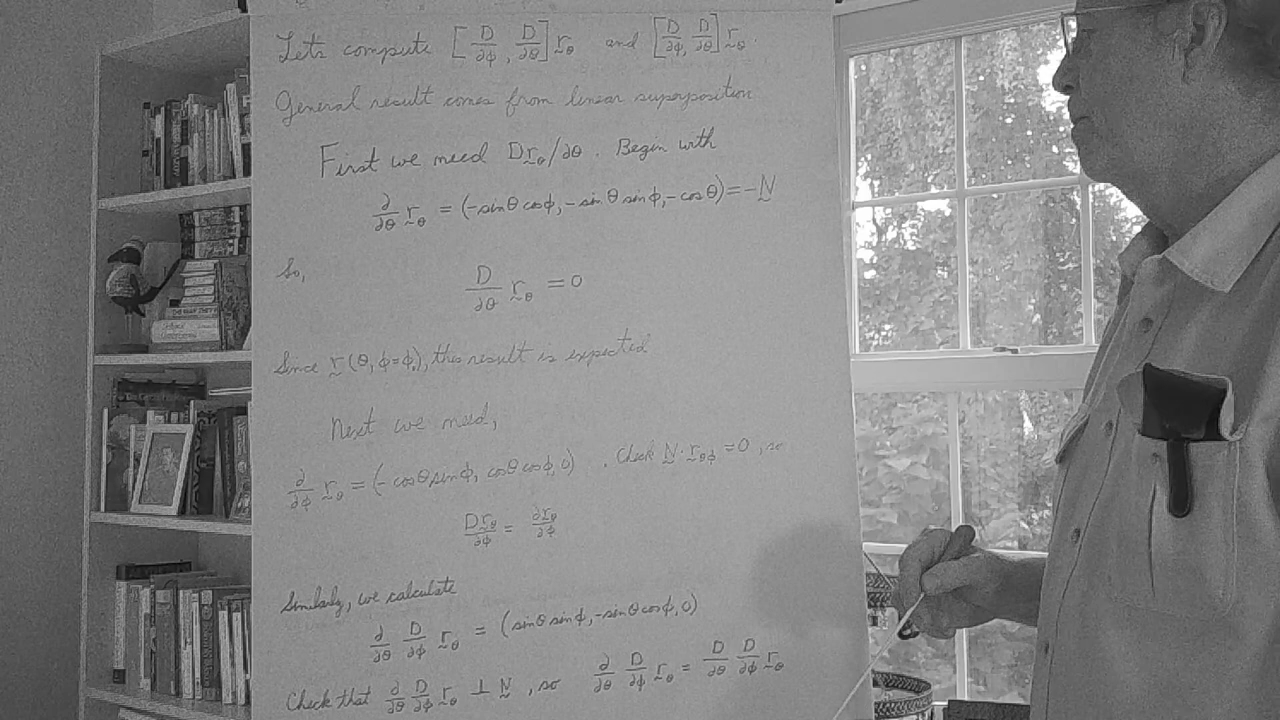 Lets compute [D/∂φ, D/∂θ] r_θ and [D/∂φ, D/∂θ] r_θ.
General result comes from linear superposition
First we need Dr_θ/∂θ. Begin with
∂/∂θ r_θ = (-sinθ cosφ, -sinθ sinφ, -cosθ) = -N
So,
D/∂θ r_θ = 0
Since r(θ, φ=φ₀), this result is expected
Next we need,
∂/∂φ r_θ = (-cosθ sinφ, cosθ cosφ, 0). Check N·r_θφ = 0, so
Dr_θ/∂φ = ∂r_θ/∂φ
Similarly, we calculate
∂/∂θ D/∂φ r_θ = (sinθ sinφ, -sinθ cosφ, 0)
Check that ∂/∂θ D/∂φ r_θ ⊥ N, so ∂/∂θ D/∂φ r_θ = D/∂θ D/∂φ r_θ